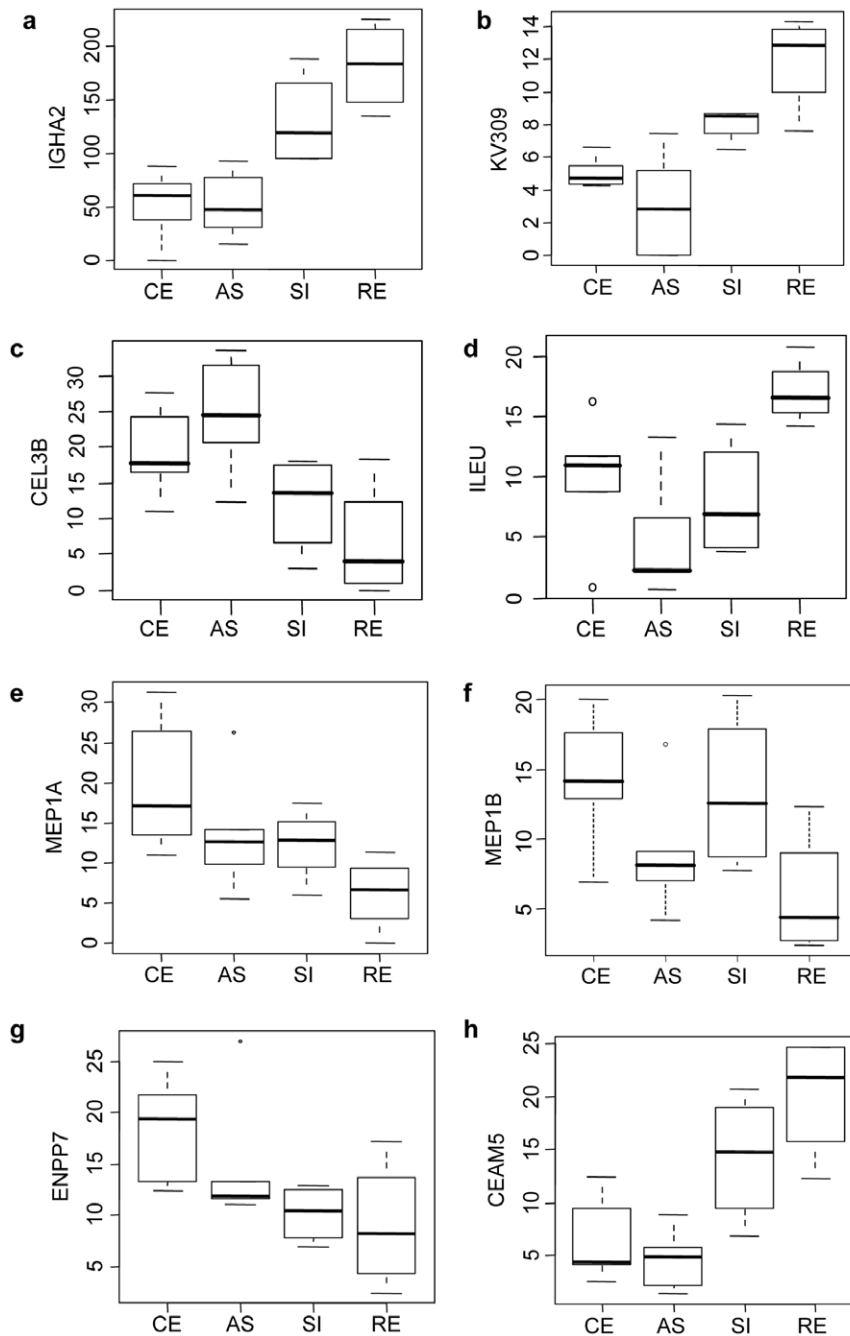 a
IGHA2
200
150
100
50
0
CE AS SI RE
b
KV309
14
12
10
8
6
4
2
0
CE AS SI RE
c
CEL3B
30
25
20
15
10
5
0
CE AS SI RE
d
ILEU
20
15
10
5
0
CE AS SI RE
e
MEP1A
30
25
20
15
10
5
0
CE AS SI RE
f
MEP1B
20
15
10
5
CE AS SI RE
g
ENPP7
25
20
15
10
5
CE AS SI RE
h
CEAM5
25
20
15
10
5
CE AS SI RE